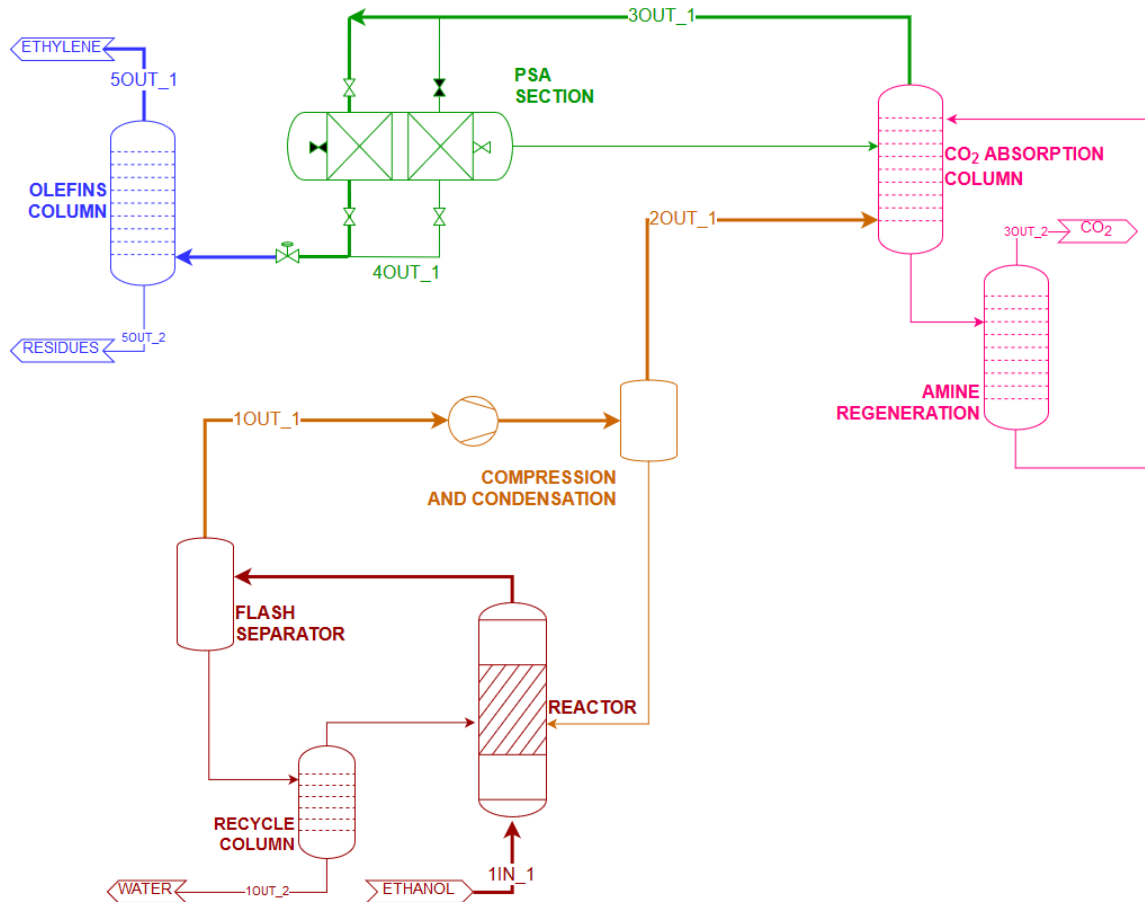 3OUT_1
ETHYLENE
5OUT_1
PSA
SECTION
OLEFINS
COLUMN
CO₂ ABSORPTION
COLUMN
2OUT_1
3OUT_2
CO₂
4OUT_1
5OUT_2
RESIDUES
AMINE
REGENERATION
1OUT_1
COMPRESSION
AND CONDENSATION
FLASH
SEPARATOR
REACTOR
RECYCLE
COLUMN
1IN_1
WATER
1OUT_2
ETHANOL